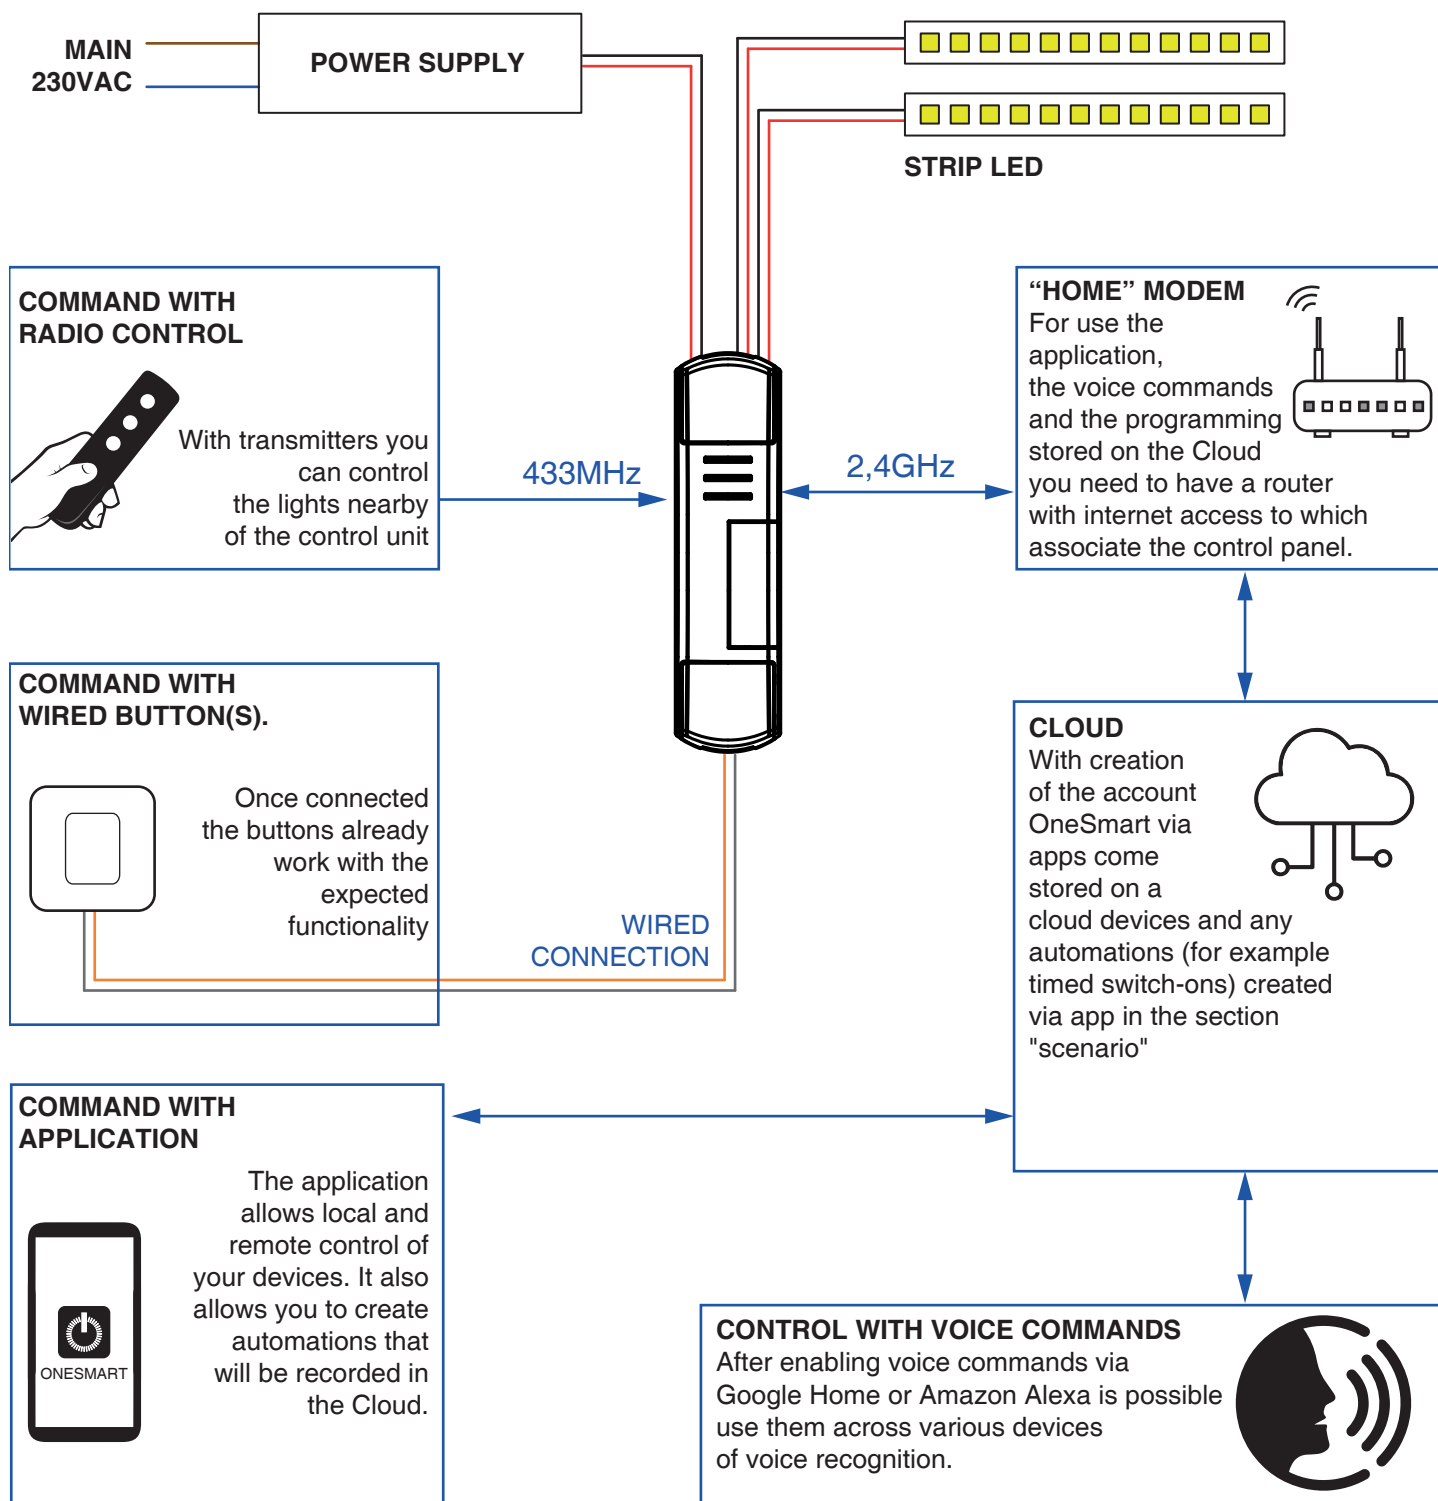 MAIN
230VAC
POWER SUPPLY
STRIP LED
COMMAND WITH
RADIO CONTROL
With transmitters you
can control
the lights nearby
of the control unit
433MHz
2,4GHz
“HOME” MODEM
For use the
application,
the voice commands
and the programming
stored on the Cloud
you need to have a router
with internet access to which
associate the control panel.
COMMAND WITH
WIRED BUTTON(S).
Once connected
the buttons already
work with the
expected
functionality
WIRED
CONNECTION
CLOUD
With creation
of the account
OneSmart via
apps come
stored on a
cloud devices and any
automations (for example
timed switch-ons) created
via app in the section
"scenario"
COMMAND WITH
APPLICATION
The application
allows local and
remote control of
your devices. It also
allows you to create
automations that
will be recorded in
the Cloud.
ONESMART
CONTROL WITH VOICE COMMANDS
After enabling voice commands via
Google Home or Amazon Alexa is possible
use them across various devices
of voice recognition.